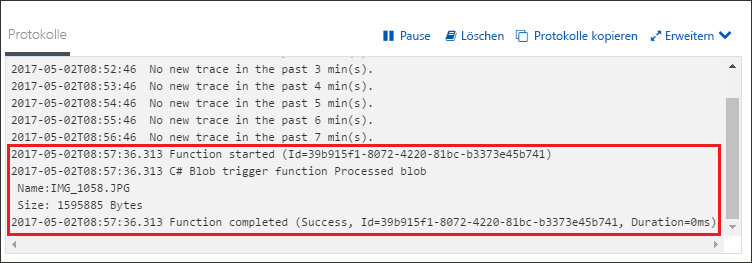 Protokolle
Pause Löschen Protokolle kopieren Erweitern
2017-05-02T08:52:46 No new trace in the past 3 min(s).
2017-05-02T08:53:46 No new trace in the past 4 min(s).
2017-05-02T08:54:46 No new trace in the past 5 min(s).
2017-05-02T08:55:46 No new trace in the past 6 min(s).
2017-05-02T08:56:46 No new trace in the past 7 min(s).
2017-05-02T08:57:36.313 Function started (Id=39b915f1-8072-4220-81bc-b3373e45b741)
2017-05-02T08:57:36.313 C# Blob trigger function Processed blob
Name:IMG_1058.JPG
Size: 1595885 Bytes
2017-05-02T08:57:36.313 Function completed (Success, Id=39b915f1-8072-4220-81bc-b3373e45b741, Duration=0ms)